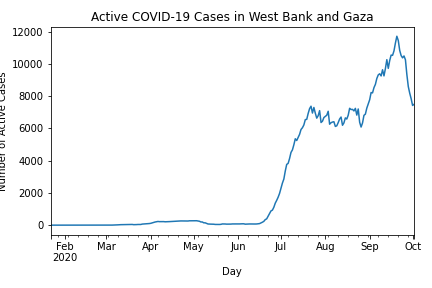 Active COVID-19 Cases in West Bank and Gaza
Number of Active Cases
12000
10000
8000
6000
4000
2000
0
Feb Mar Apr May Jun Jul Aug Sep Oct
2020
Day